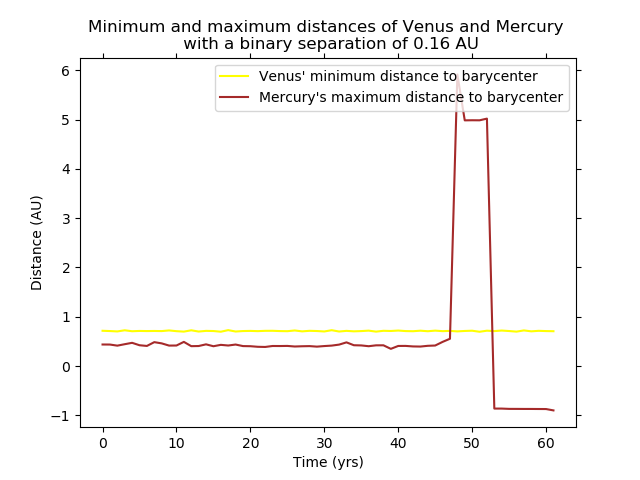 Minimum and maximum distances of Venus and Mercury
with a binary separation of 0.16 AU
Venus' minimum distance to barycenter
Mercury's maximum distance to barycenter
Distance (AU)
6
5
4
3
2
1
0
−1
0 10 20 30 40 50 60
Time (yrs)